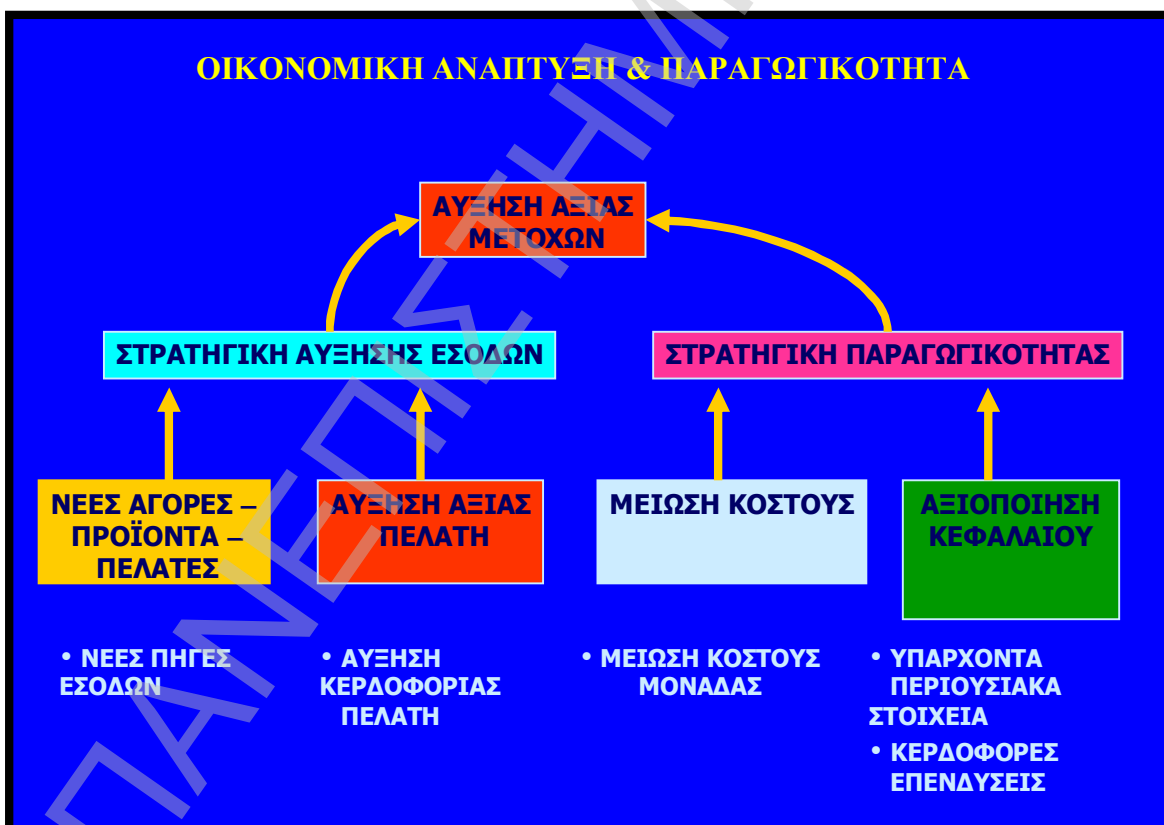 ΟΙΚΟΝΟΜΙΚΗ ΑΝΑΠΤΥΞΗ & ΠΑΡΑΓΩΓΙΚΟΤΗΤΑ
ΑΥΞΗΣΗ ΑΞΙΑΣ
ΜΕΤΟΧΩΝ
ΣΤΡΑΤΗΓΙΚΗ ΑΥΞΗΣΗΣ ΕΣΟΔΩΝ
ΣΤΡΑΤΗΓΙΚΗ ΠΑΡΑΓΩΓΙΚΟΤΗΤΑΣ
ΝΕΕΣ ΑΓΟΡΕΣ –
ΠΡΟΪΟΝΤΑ –
ΠΕΛΑΤΕΣ
ΑΥΞΗΣΗ ΑΞΙΑΣ
ΠΕΛΑΤΗ
ΜΕΙΩΣΗ ΚΟΣΤΟΥΣ
ΑΞΙΟΠΟΙΗΣΗ
ΚΕΦΑΛΑΙΟΥ
• ΝΕΕΣ ΠΗΓΕΣ
ΕΣΟΔΩΝ
• ΑΥΞΗΣΗ
ΚΕΡΔΟΦΟΡΙΑΣ
ΠΕΛΑΤΗ
• ΜΕΙΩΣΗ ΚΟΣΤΟΥΣ
ΜΟΝΑΔΑΣ
• ΥΠΑΡΧΟΝΤΑ
ΠΕΡΙΟΥΣΙΑΚΑ
ΣΤΟΙΧΕΙΑ
• ΚΕΡΔΟΦΟΡΕΣ
ΕΠΕΝΔΥΣΕΙΣ